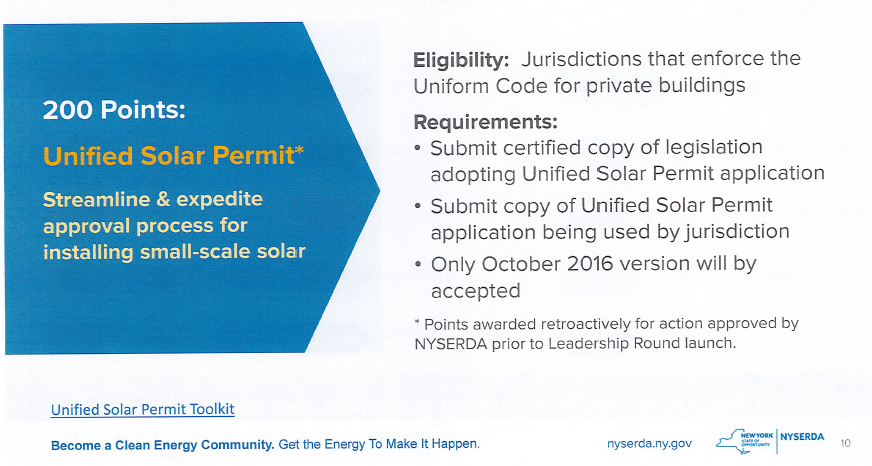 200 Points:
Unified Solar Permit*
Streamline & expedite
approval process for
installing small-scale solar
Eligibility: Jurisdictions that enforce the
Uniform Code for private buildings
Requirements:
• Submit certified copy of legislation
adopting Unified Solar Permit application
• Submit copy of Unified Solar Permit
application being used by jurisdiction
• Only October 2016 version will by
accepted
* Points awarded retroactively for action approved by
NYSERDA prior to Leadership Round launch.
Unified Solar Permit Toolkit
Become a Clean Energy Community. Get the Energy To Make It Happen.
nyserda.ny.gov
NEW YORK
STATE OF
OPPORTUNITY
NYSERDA
10